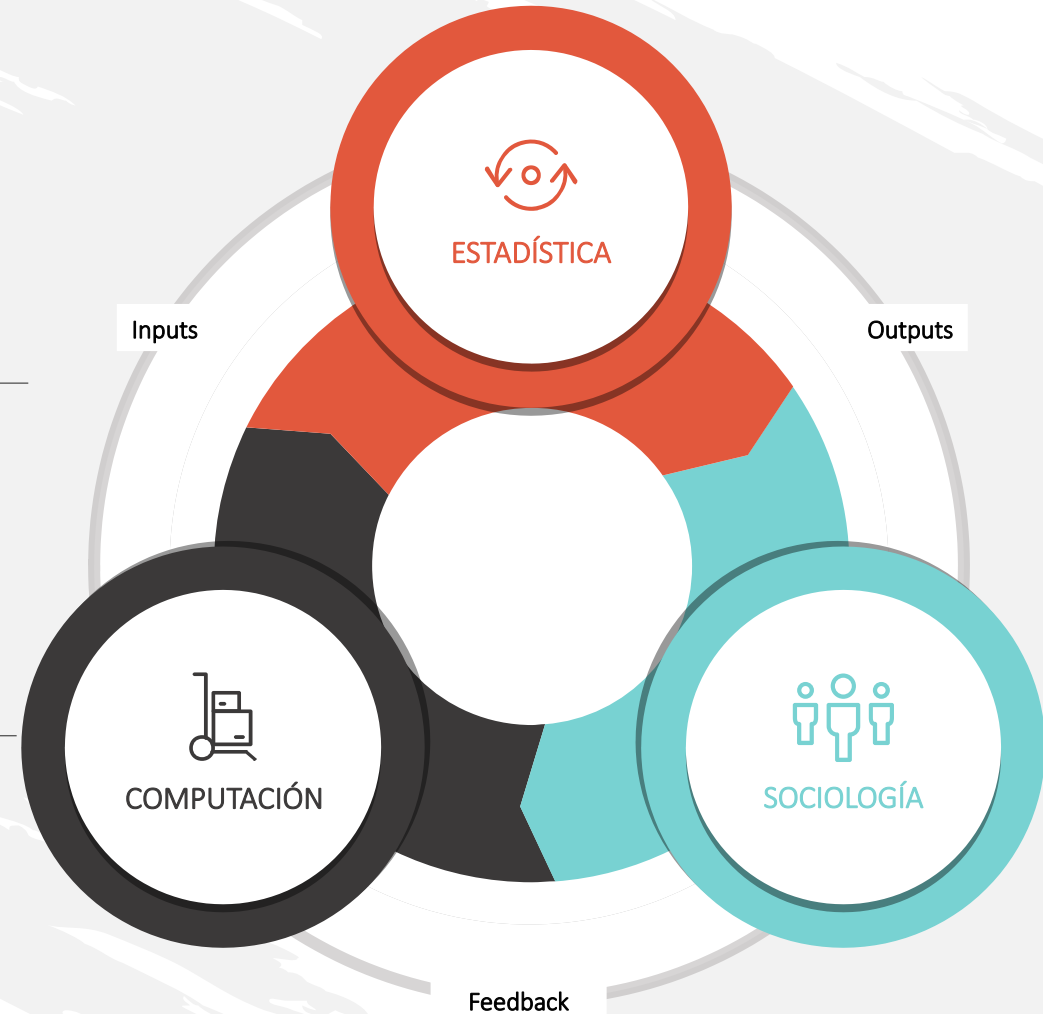 ESTADÍSTICA
Inputs
Outputs
COMPUTACIÓN
SOCIOLOGÍA
Feedback